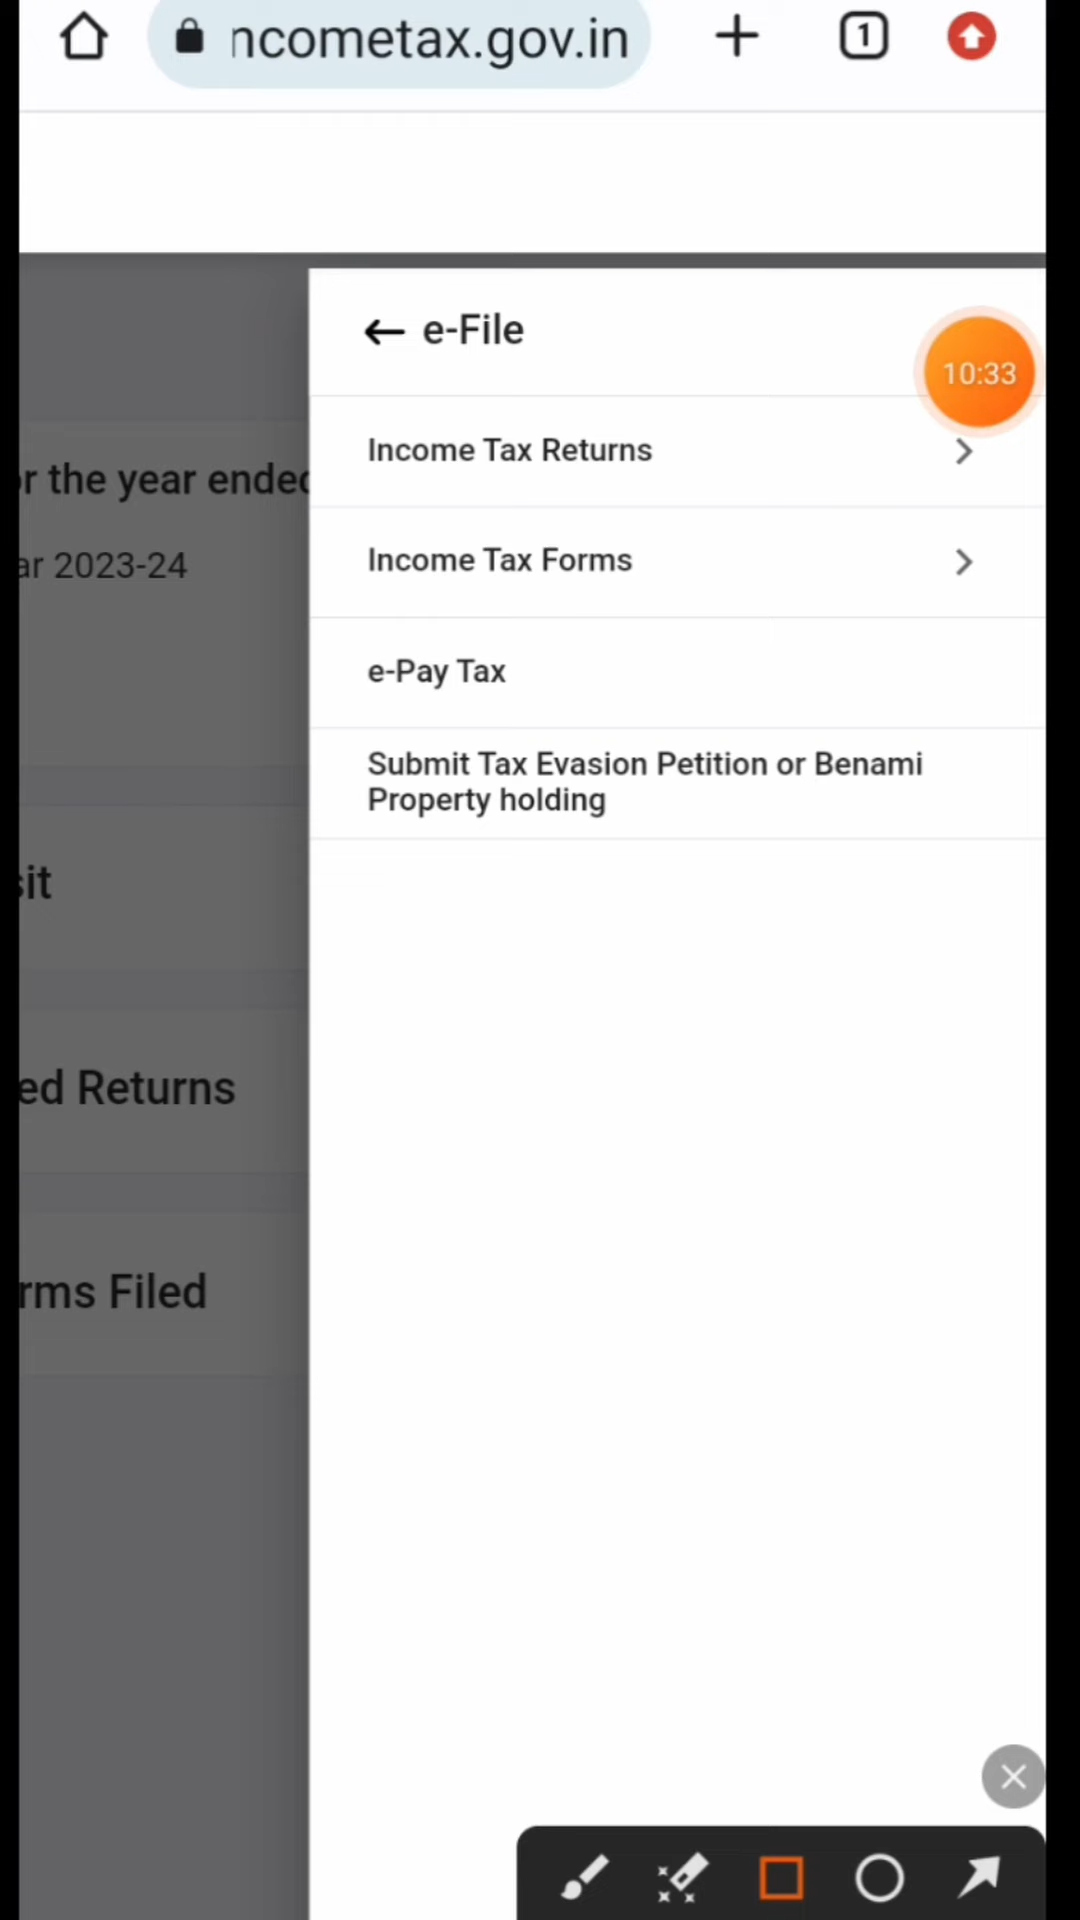 ncometax.gov.in
1
e-File
10:33
Income Tax Returns
r the year ended
Income Tax Forms
ar 2023-24
e-Pay Tax
Submit Tax Evasion Petition or Benami
Property holding
sit
ed Returns
rms Filed